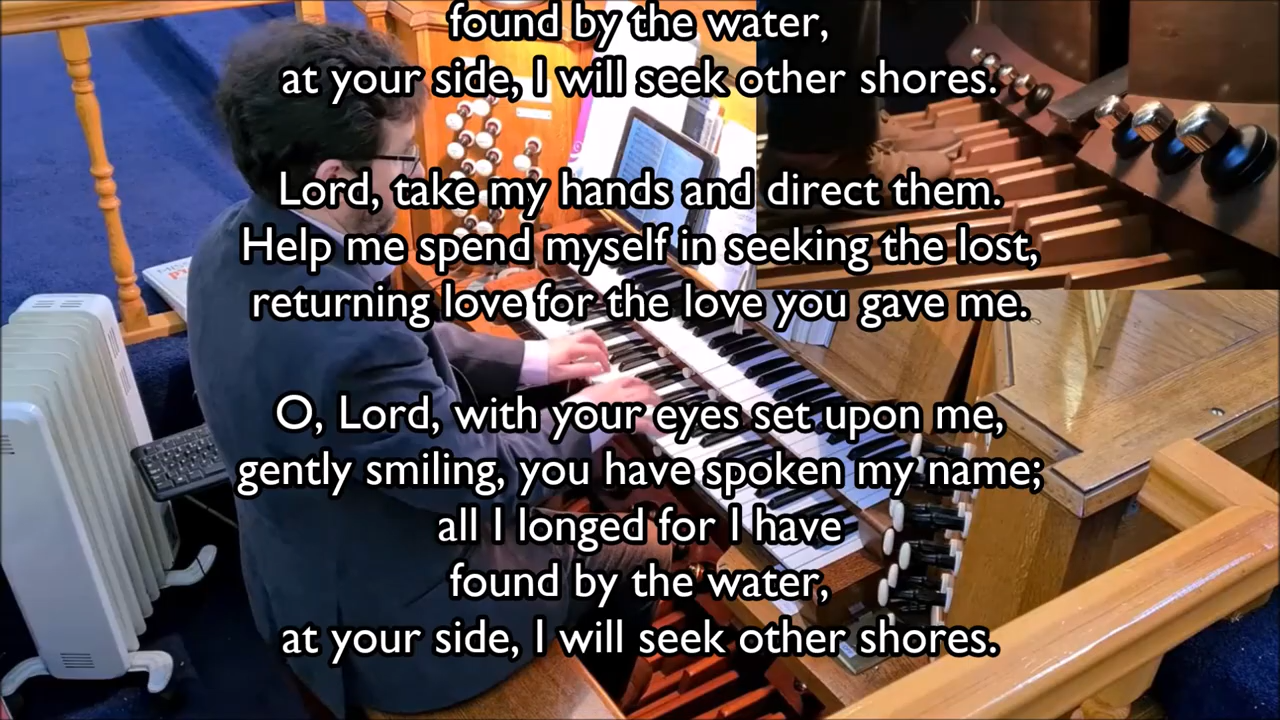 found by the water,
at your side, I will seek other shores.
Lord, take my hands and direct them.
Help me spend myself in seeking the lost,
returning love for the love you gave me.
O, Lord, with your eyes set upon me,
gently smiling, you have spoken my name;
all I longed for I have
found by the water,
at your side, I will seek other shores.